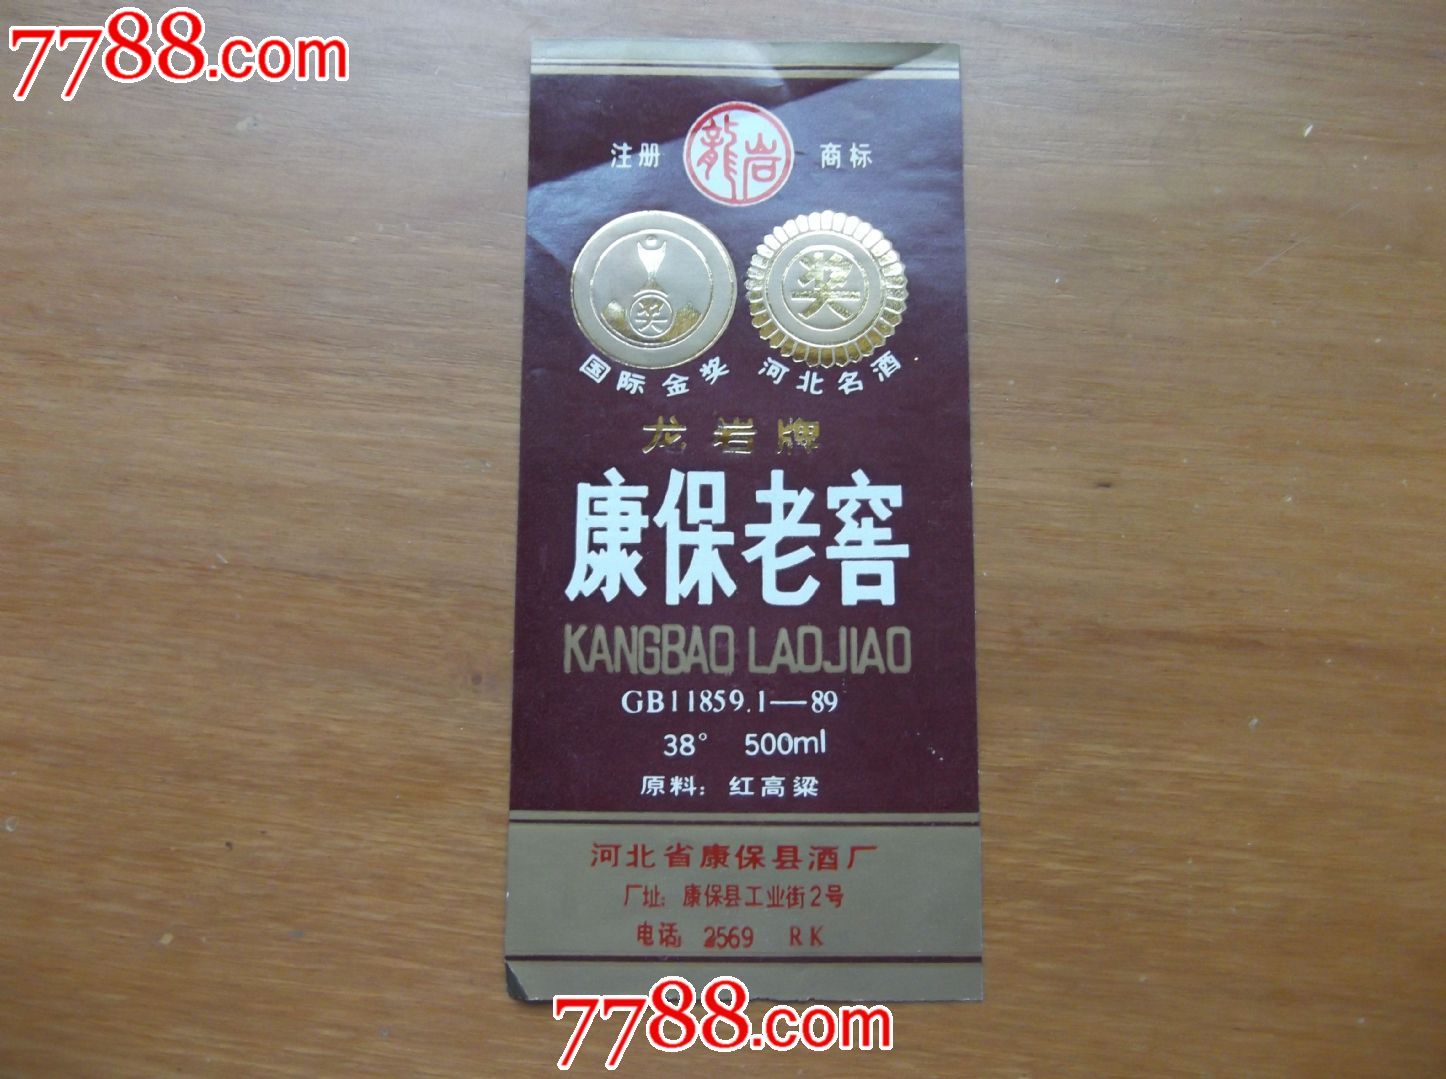 7788.com
注册 龍岩 商标
奖 奖
国际金奖 河北名酒
龙岩牌
康保老窖
KANGBAO LAOJIAO
GB11859.1—89
38° 500ml
原料：红高粱
河北省康保县酒厂
厂址：康保县工业街2号
电话：2569 RK
7788.com